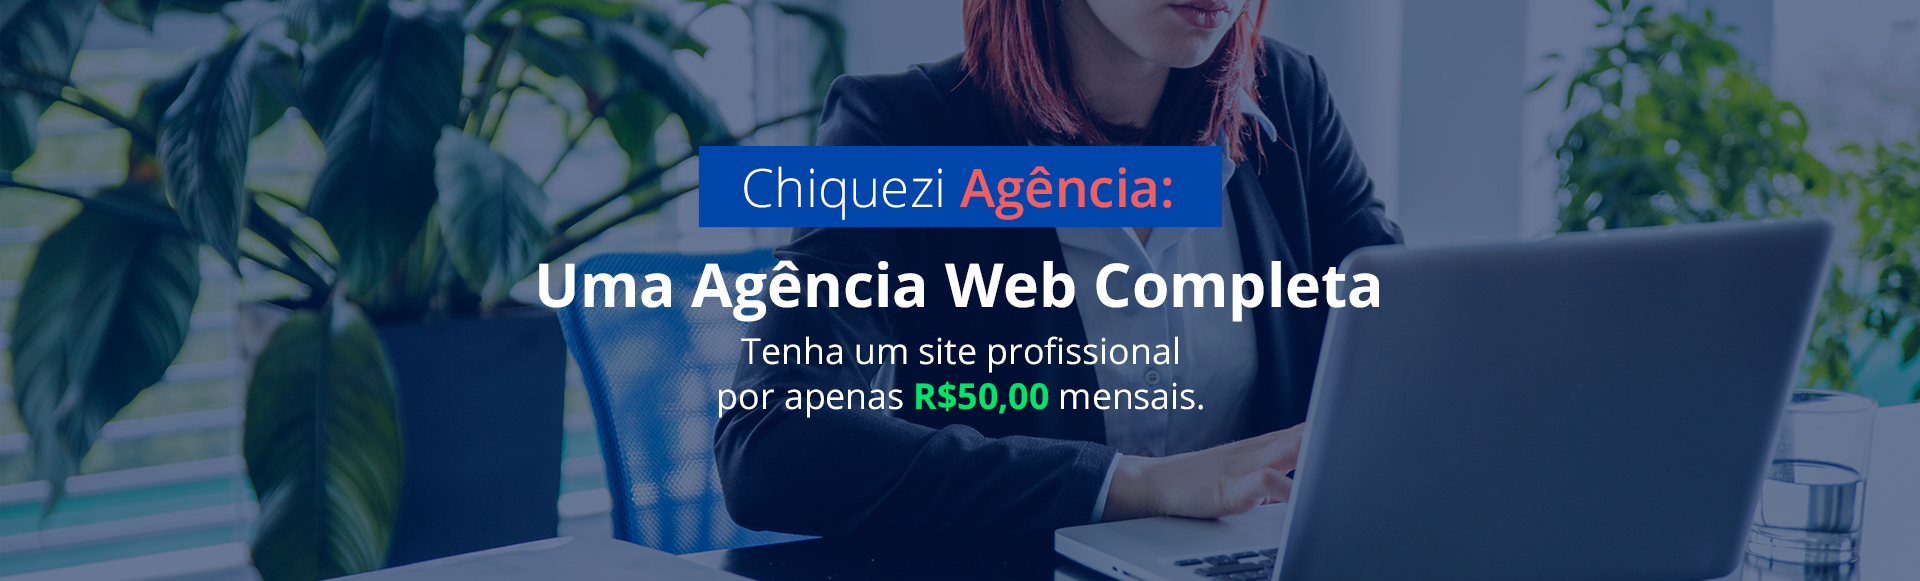 Chiquezi Agência:
Uma Agência Web Completa
Tenha um site profissional
por apenas R$50,00 mensais.